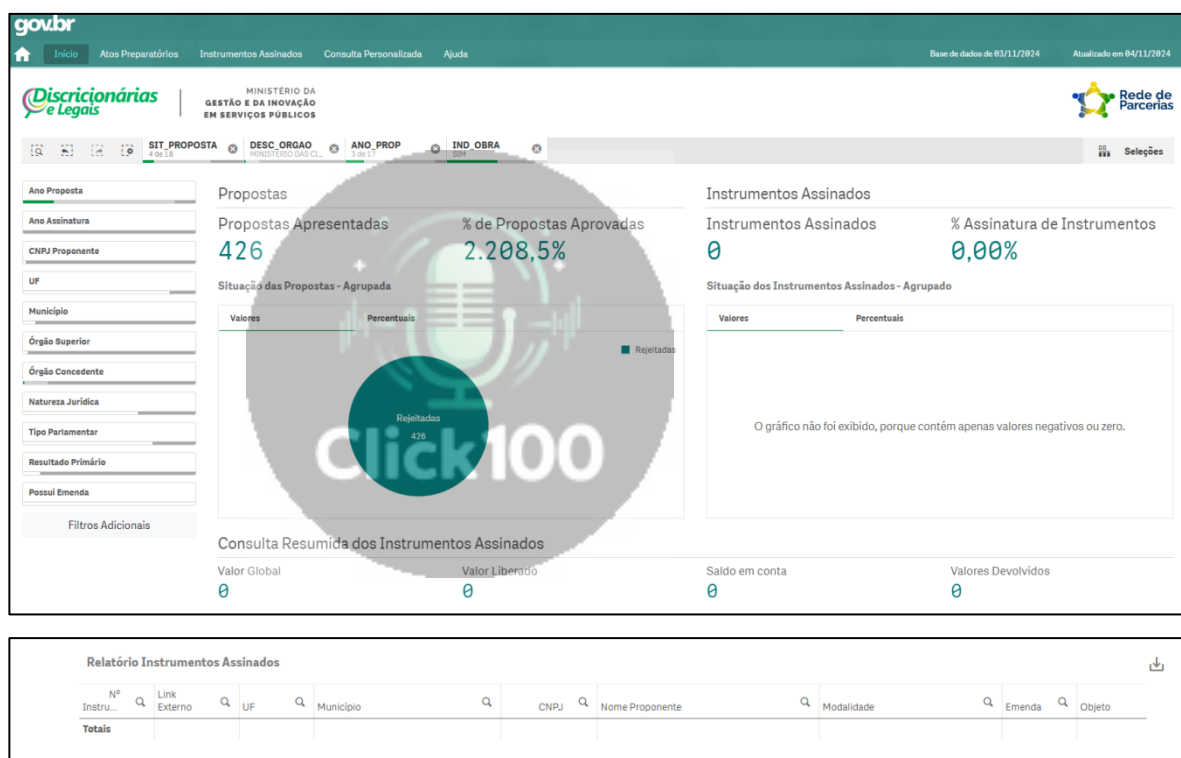 gov.br
Início Atos Preparatórios Instrumentos Assinados Consulta Personalizada Ajuda Base de dados de 03/11/2024 Atualizado em 04/11/2024
Discricionárias e Legais
MINISTÉRIO DA
GESTÃO E DA INOVAÇÃO
EM SERVIÇOS PÚBLICOS
Rede de Parcerias
SIT_PROPOSTA DESC_ORGAO ANO_PROP IND_OBRA Seleções
4 de 18 MINISTÉRIO DAS CI... 3 de 17 SIM
Ano Proposta
Ano Assinatura
CNPJ Proponente
UF
Município
Órgão Superior
Órgão Concedente
Natureza Jurídica
Tipo Parlamentar
Resultado Primário
Possui Emenda
Filtros Adicionais
Propostas
Propostas Apresentadas % de Propostas Aprovadas
426 2.208,5%
Situação das Propostas - Agrupada
Valores Percentuais
Rejeitadas
Rejeitadas
426
Click100
Instrumentos Assinados
Instrumentos Assinados % Assinatura de Instrumentos
0 0,00%
Situação dos Instrumentos Assinados - Agrupado
Valores Percentuais
O gráfico não foi exibido, porque contém apenas valores negativos ou zero.
Consulta Resumida dos Instrumentos Assinados
Valor Global Valor Liberado Saldo em conta Valores Devolvidos
0 0 0 0
Relatório Instrumentos Assinados
Nº Instru... Link Externo UF Município CNPJ Nome Proponente Modalidade Emenda Objeto
Totais